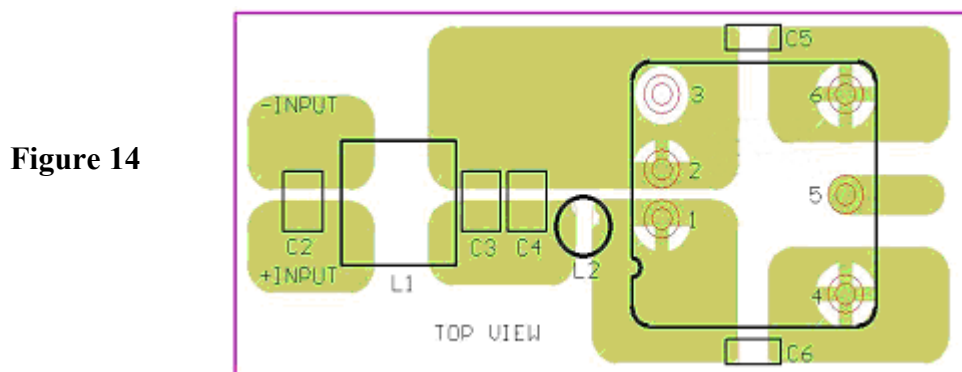 Figure 14
C5
-INPUT
3
6
2
5
1
C2
C3
C4
+INPUT
L1
L2
4
TOP VIEW
C6